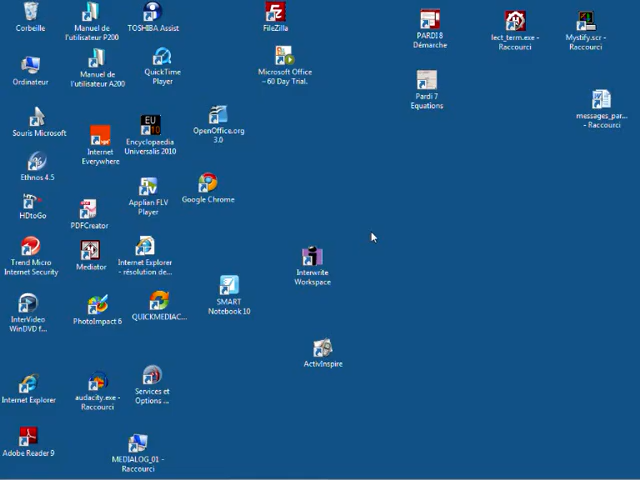 Corbeille
Manuel de
l'utilisateur P200
TOSHIBA Assist
FileZilla
PARDI8
Démarche
lect_term.exe -
Raccourci
Mystify.scr -
Raccourci
Ordinateur
Manuel de
l'utilisateur A200
QuickTime
Player
Microsoft Office
- 60 Day Trial.
Pardi 7
Equations
messages_par...
- Raccourci
Souris Microsoft
Internet
Everywhere
EU
Encyclopaedia
Universalis 2010
OpenOffice.org
3.0
Ethnos 4.5
HDtoGo
PDFCreator
Applian FLV
Player
Google Chrome
Trend Micro
Internet Security
Mediator
Internet Explorer
- résolution de...
Interwrite
Workspace
InterVideo
WinDVD f...
PhotoImpact 6
QUICKMEDIAC...
SMART
Notebook 10
ActivInspire
Internet Explorer
audacity.exe -
Raccourci
Services et
Options ...
Adobe Reader 9
MEDIALOG_01 -
Raccourci